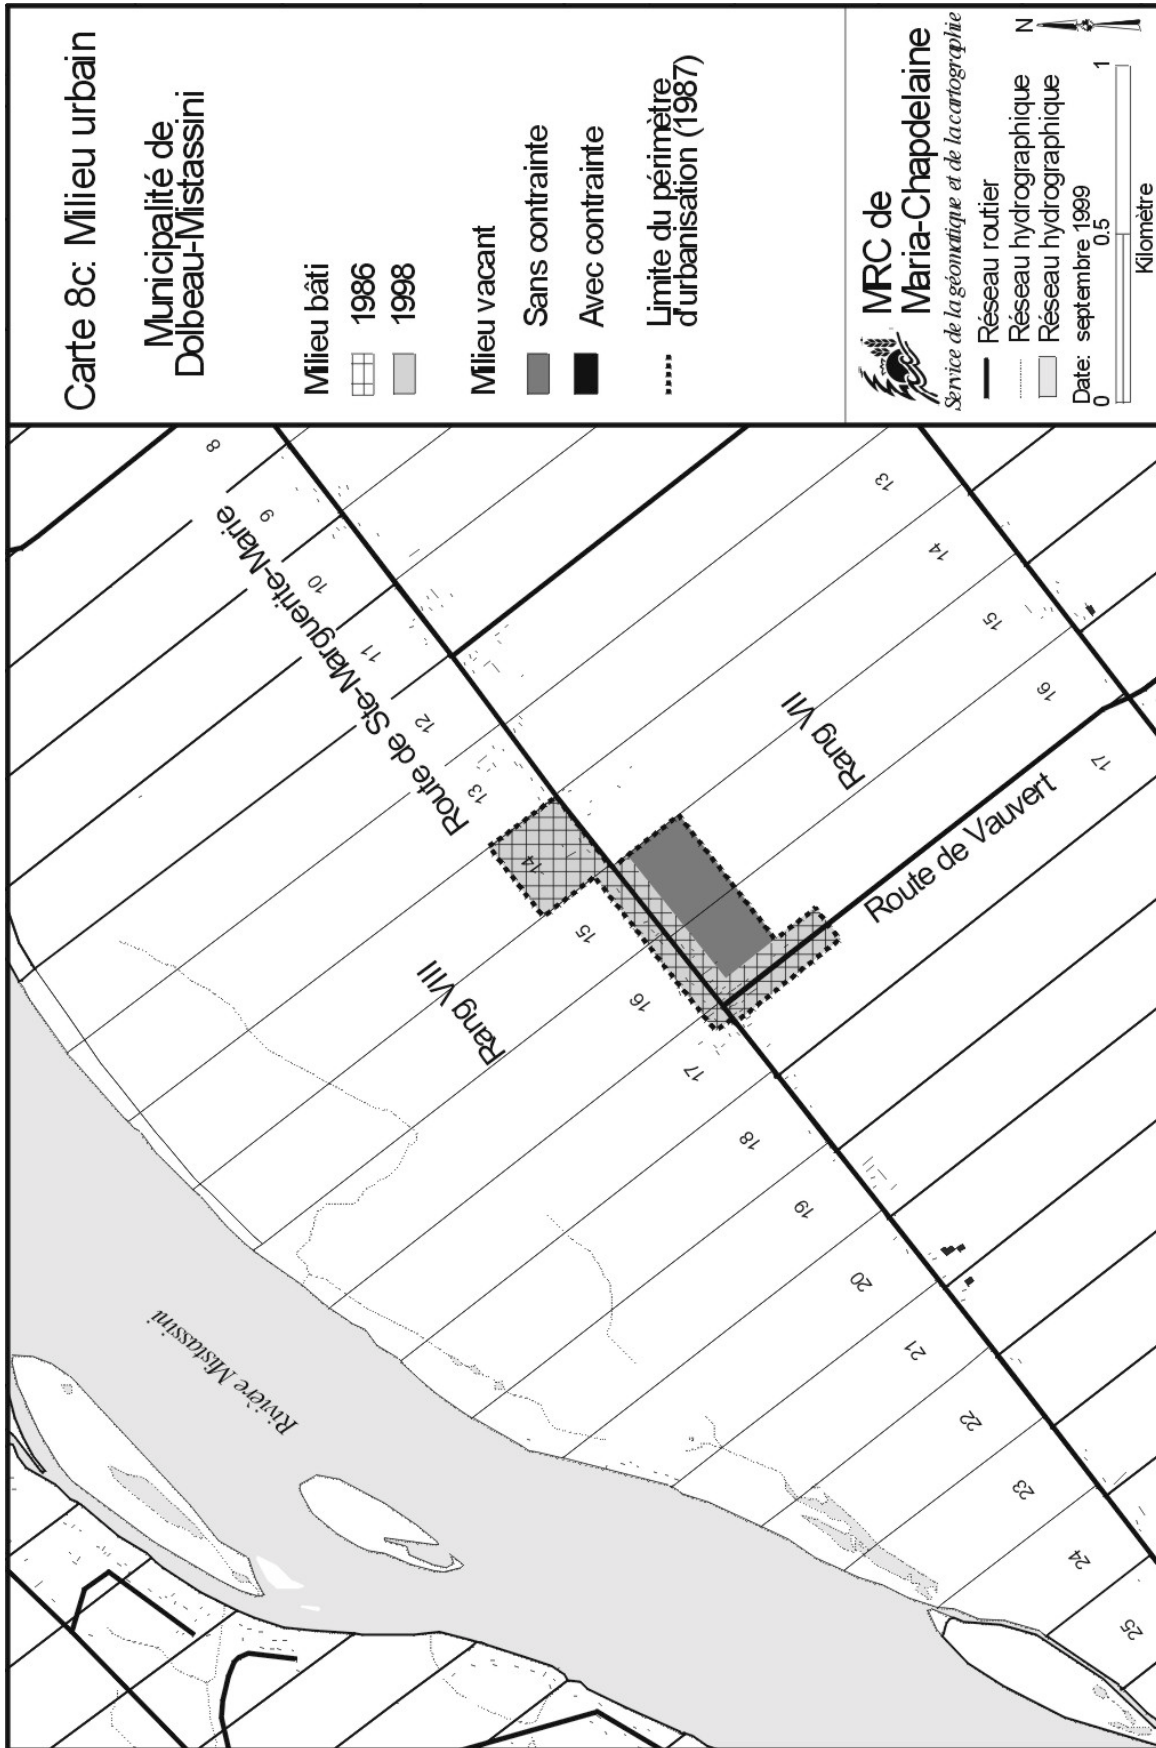 Carte 8c: Milieu urbain
Municipalité de
Dolbeau-Mistassini
Milieu bâti
1986
1998
Milieu vacant
Sans contrainte
Avec contrainte
Limite du périmètre
d'urbanisation (1987)
MRC de
Maria-Chapdelaine
Service de la géomatique et de la cartographie
Réseau routier
Réseau hydrographique
Réseau hydrographique
Date: septembre 1999
N
0
0.5
1
Kilomètre
Rivière Mistassini
Rang VIII
Route de Ste-Marguerite-Marie
Rang VII
Route de Vauvert
8
9
10
11
12
13
14
15
16
17
18
19
20
21
22
23
24
25
13
14
15
16
17